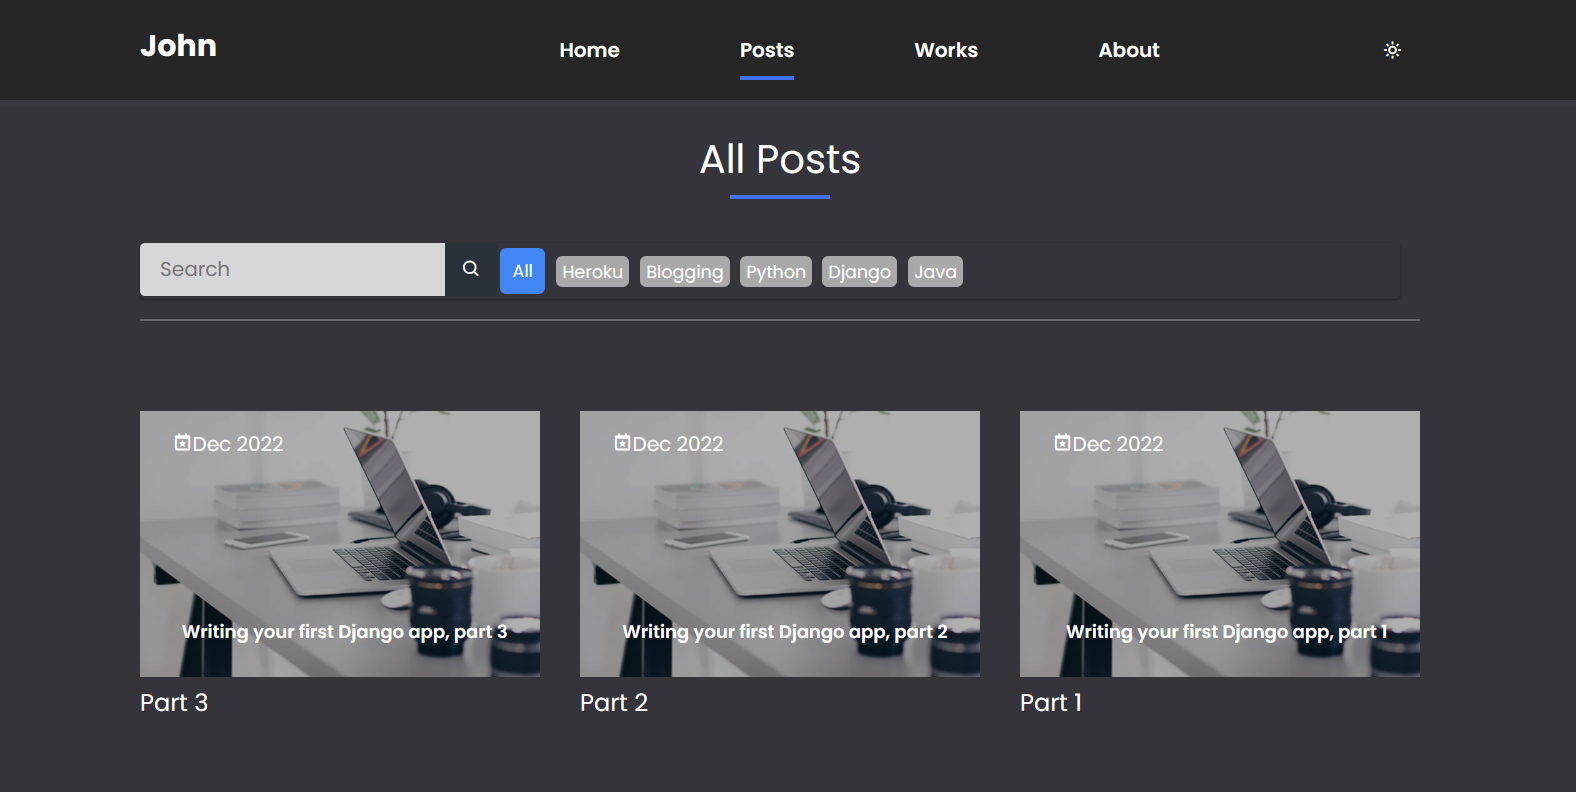 John
Home Posts Works About
All Posts
Search All Heroku Blogging Python Django Java
Dec 2022 Dec 2022 Dec 2022
Writing your first Django app, part 3 Writing your first Django app, part 2 Writing your first Django app, part 1
Part 3 Part 2 Part 1